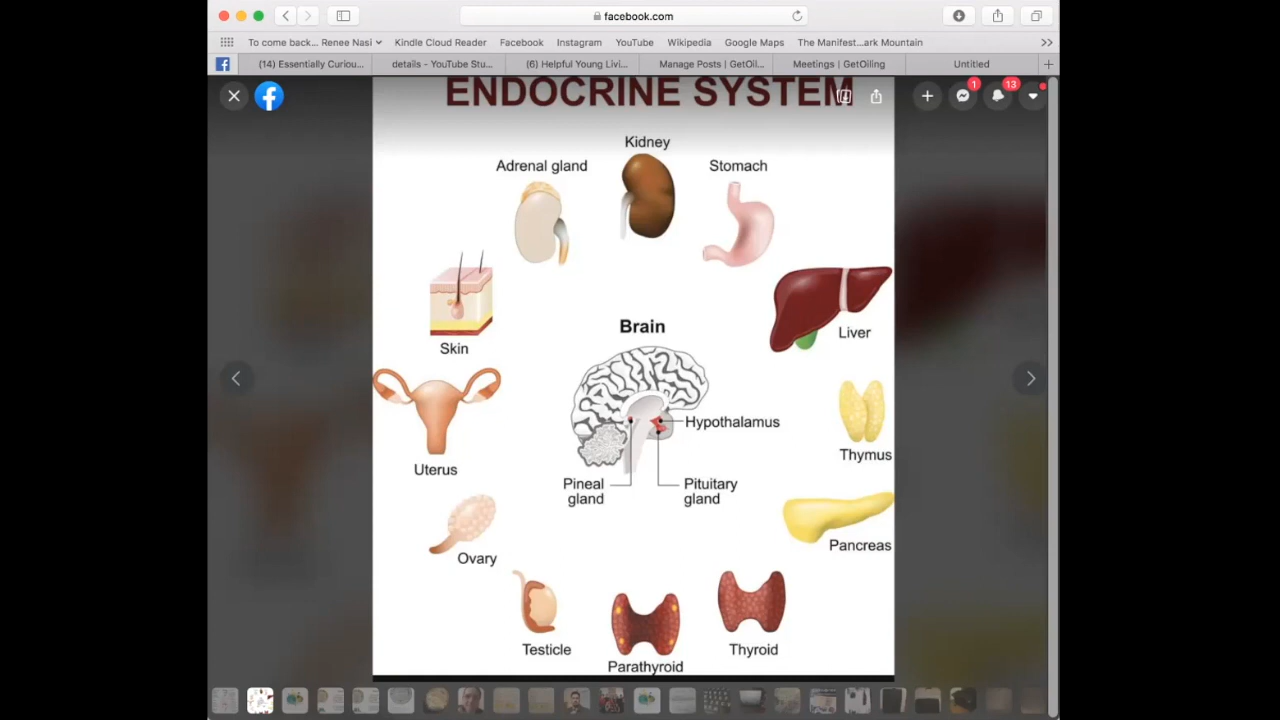 facebook.com
To come back... Renee Nasi
Kindle Cloud Reader
Facebook
Instagram
YouTube
Wikipedia
Google Maps
The Manifest...ark Mountain
(14) Essentially Curiou...
details - YouTube Stu...
(6) Helpful Young Livi...
Manage Posts | GetOil...
Meetings | GetOiling
Untitled
1
13
ENDOCRINE SYSTEM
Kidney
Adrenal gland
Stomach
Skin
Brain
Liver
Hypothalamus
Thymus
Uterus
Pineal
gland
Pituitary
gland
Pancreas
Ovary
Testicle
Parathyroid
Thyroid